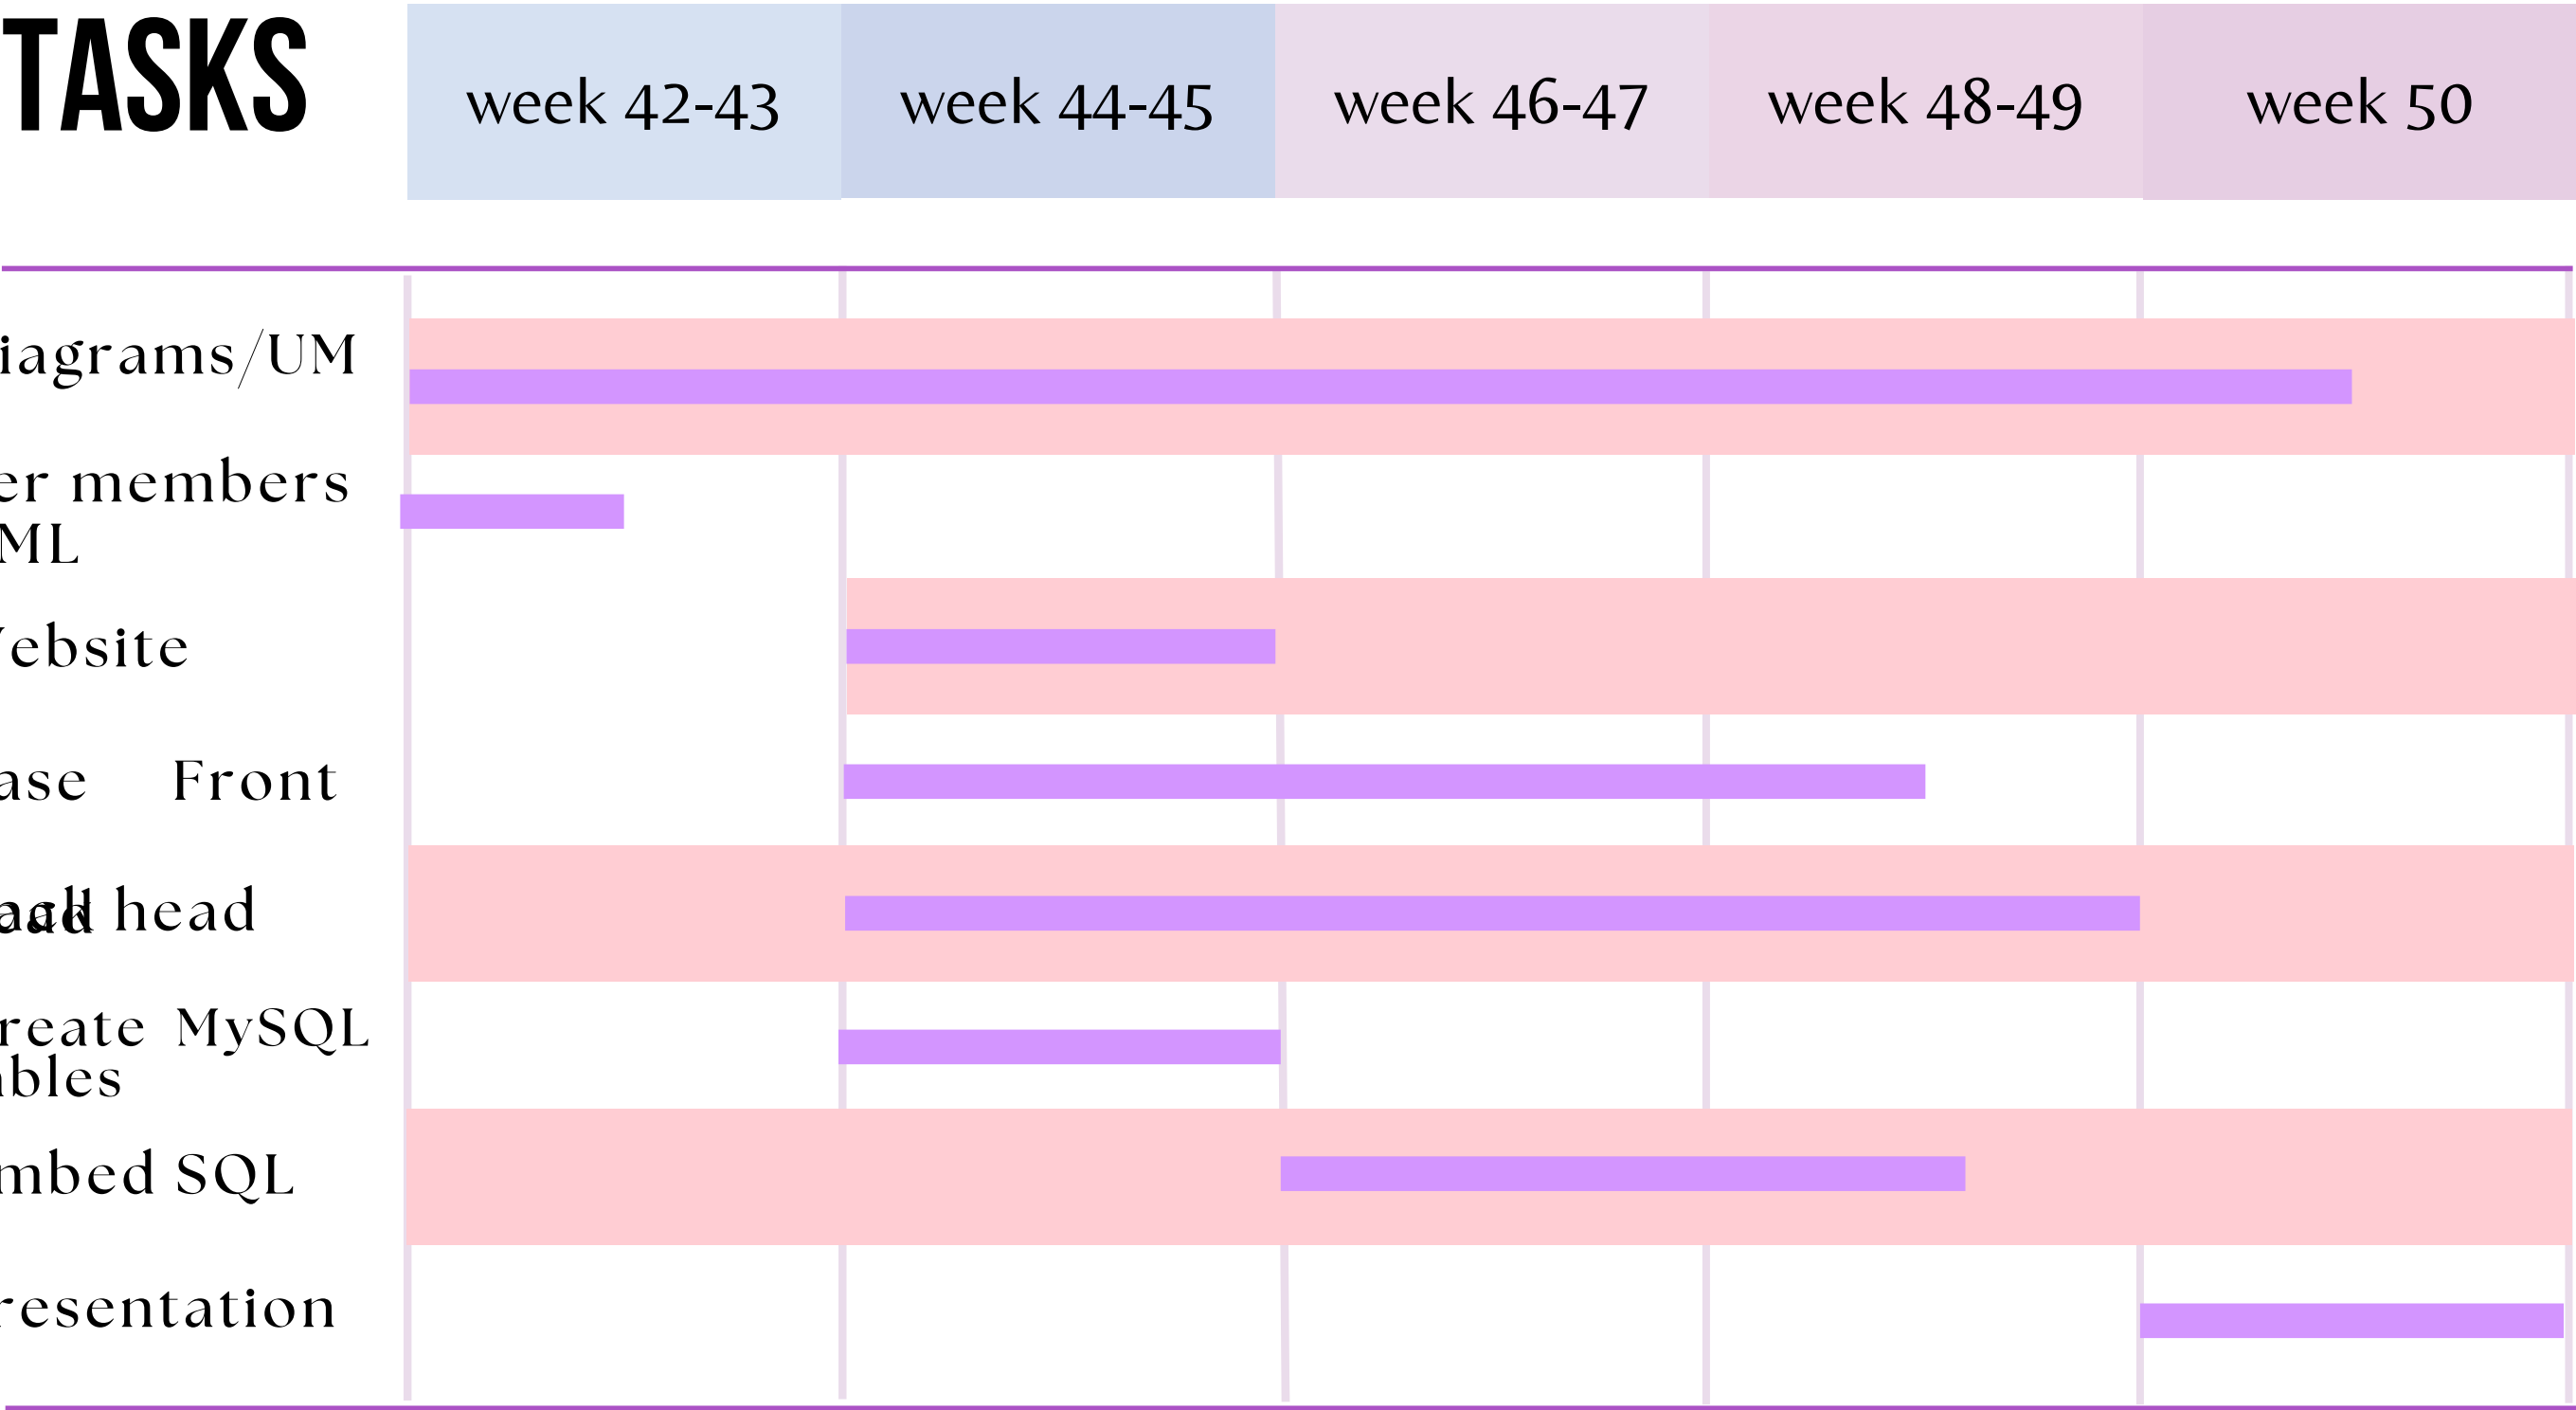 TASKS
week 42-43
week 44-45
week 46-47
week 48-49
week 50
iagrams/UM
er members
ML
ebsite
ase Front
head
reate MySQL
bles
mbed SQL
resentation